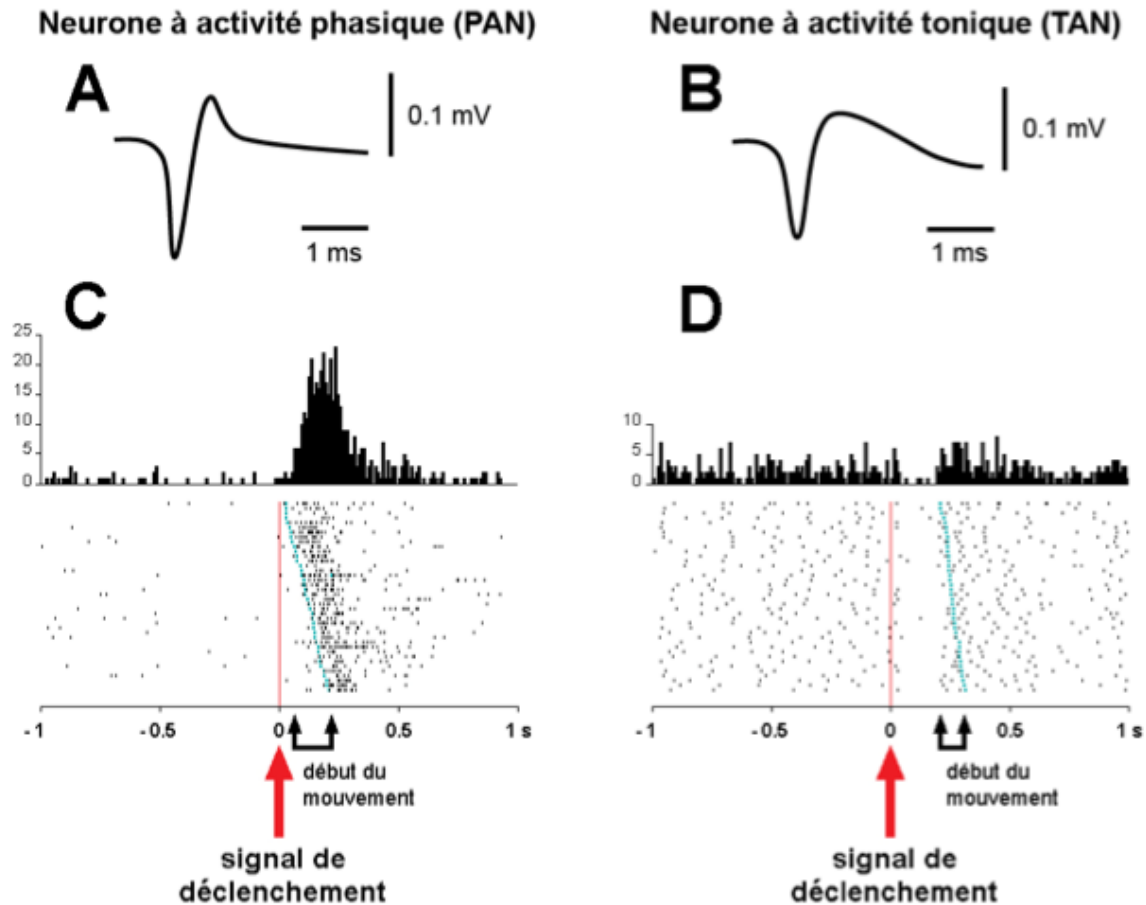 Neurone à activité phasique (PAN)
Neurone à activité tonique (TAN)
A
0.1 mV
1 ms
B
0.1 mV
1 ms
C
25
20
15
10
5
0
-1
-0.5
0
0.5
1 s
début du
mouvement
signal de
déclenchement
D
10
5
0
-1
-0.5
0
0.5
1 s
début du
mouvement
signal de
déclenchement